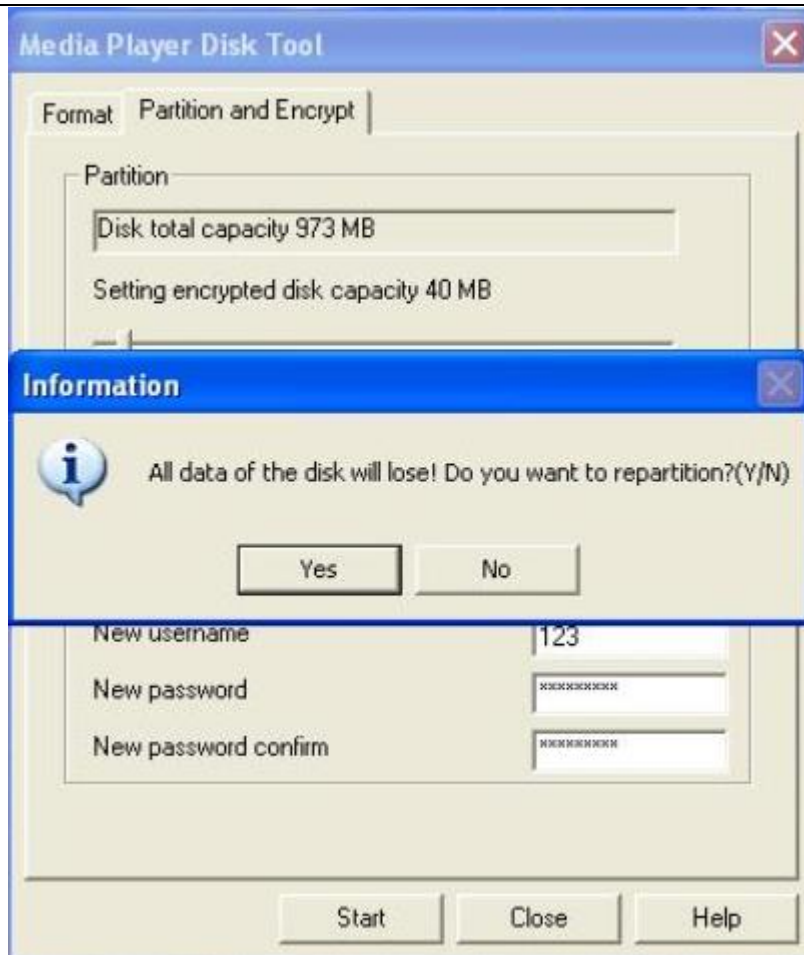 Media Player Disk Tool
Format Partition and Encrypt
Partition
Disk total capacity 973 MB
Setting encrypted disk capacity 40 MB
Information
All data of the disk will lose! Do you want to repartition?(Y/N)
Yes No
New username 123
New password *********
New password confirm *********
Start Close Help